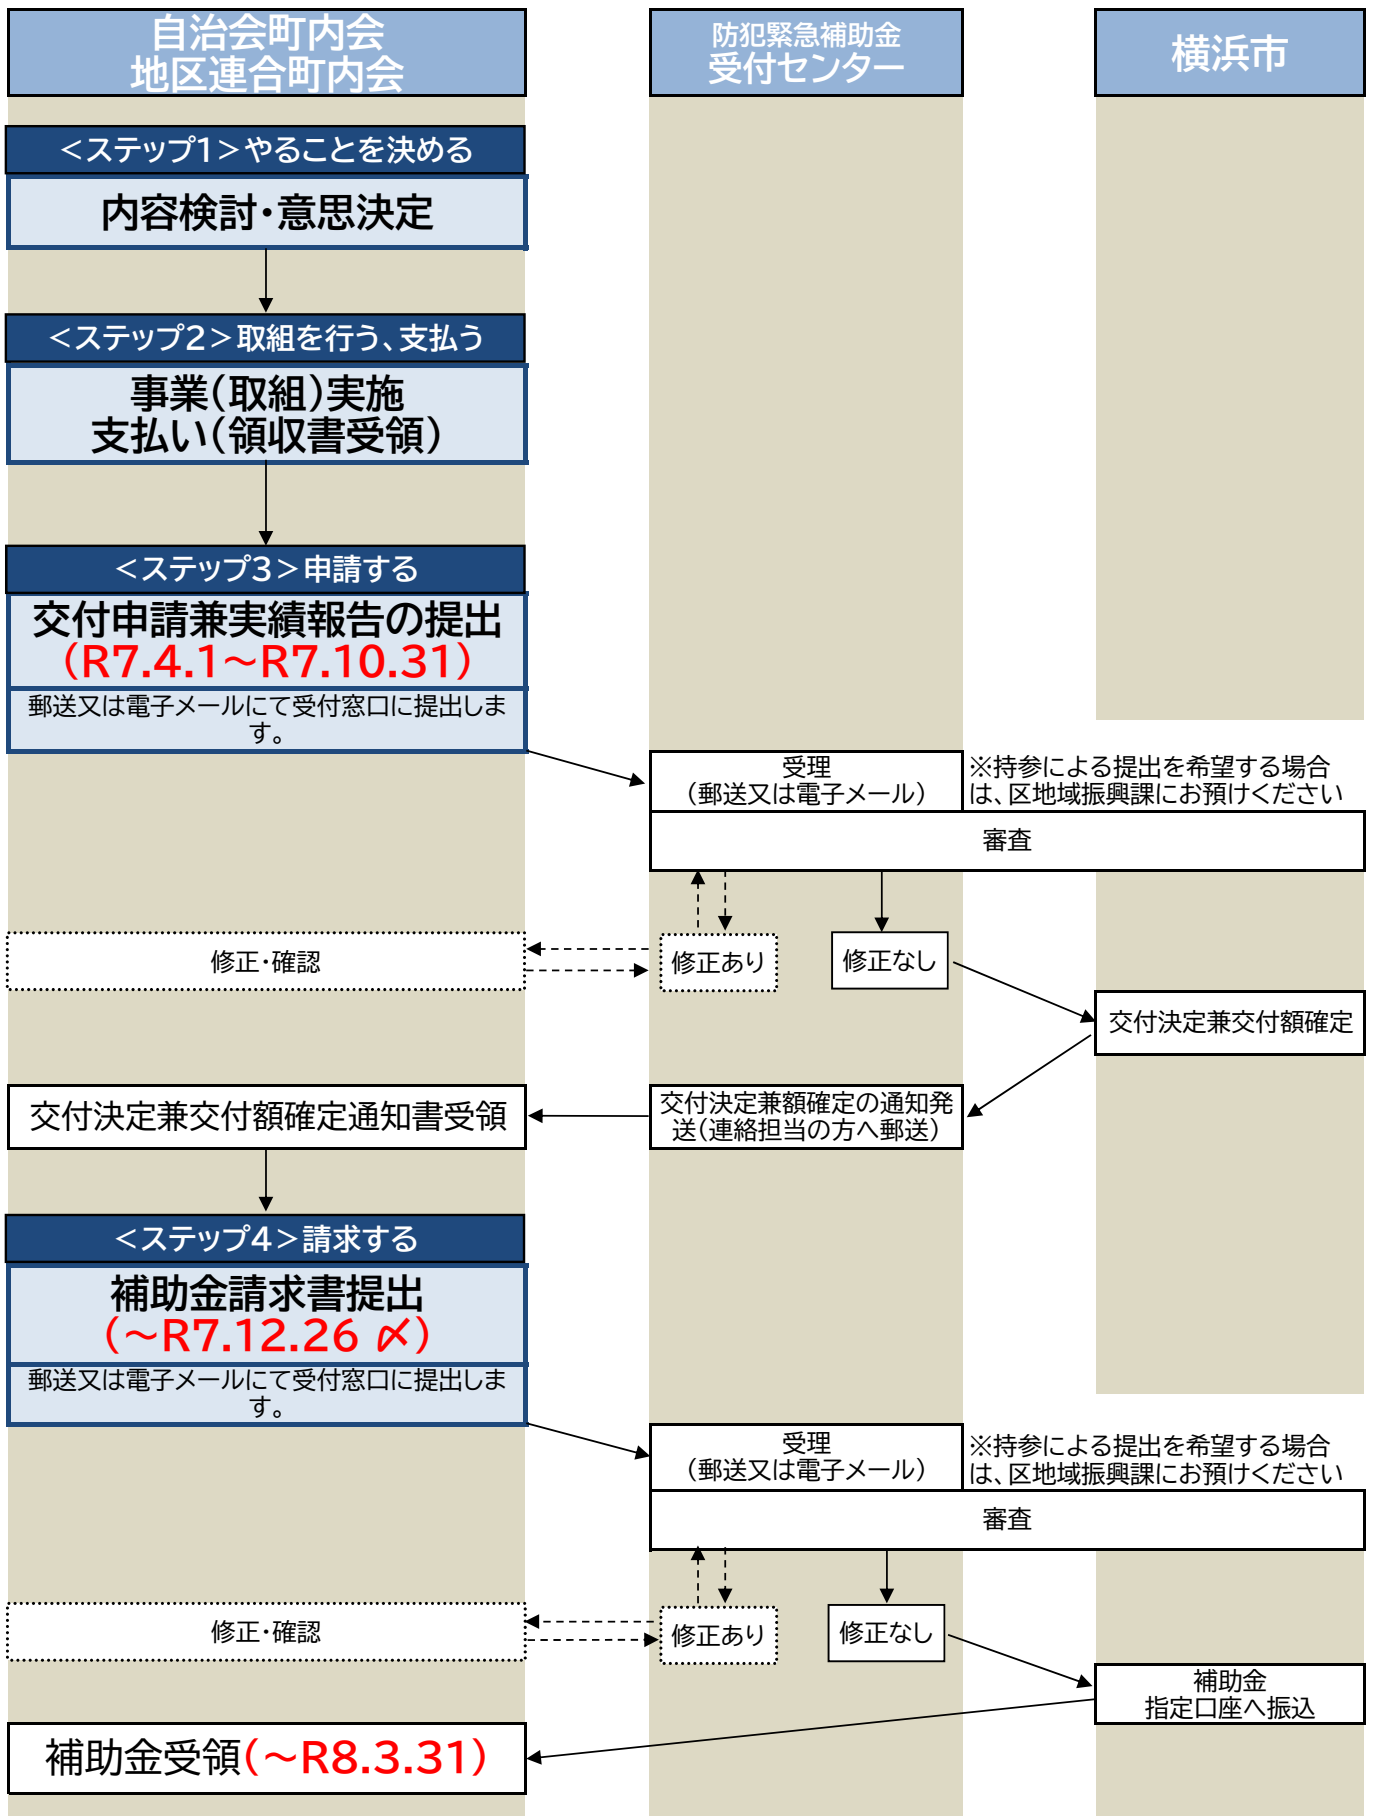 自治会町内会
地区連合町内会
防犯緊急補助金
受付センター
横浜市
＜ステップ1＞やることを決める
内容検討・意思決定
＜ステップ2＞取組を行う、支払う
事業（取組）実施
支払い（領収書受領）
＜ステップ3＞申請する
交付申請兼実績報告の提出
（R7.4.1～R7.10.31）
郵送又は電子メールにて受付窓口に提出しま
す。
受理
（郵送又は電子メール）
※持参による提出を希望する場合
は、区地域振興課にお預けください
審査
修正・確認
修正あり
修正なし
交付決定兼交付額確定
交付決定兼交付額確定通知書受領
交付決定兼額確定の通知発
送（連絡担当の方へ郵送）
＜ステップ4＞請求する
補助金請求書提出
（～R7.12.26 〆）
郵送又は電子メールにて受付窓口に提出しま
す。
受理
（郵送又は電子メール）
※持参による提出を希望する場合
は、区地域振興課にお預けください
審査
修正・確認
修正あり
修正なし
補助金
指定口座へ振込
補助金受領（～R8.3.31）